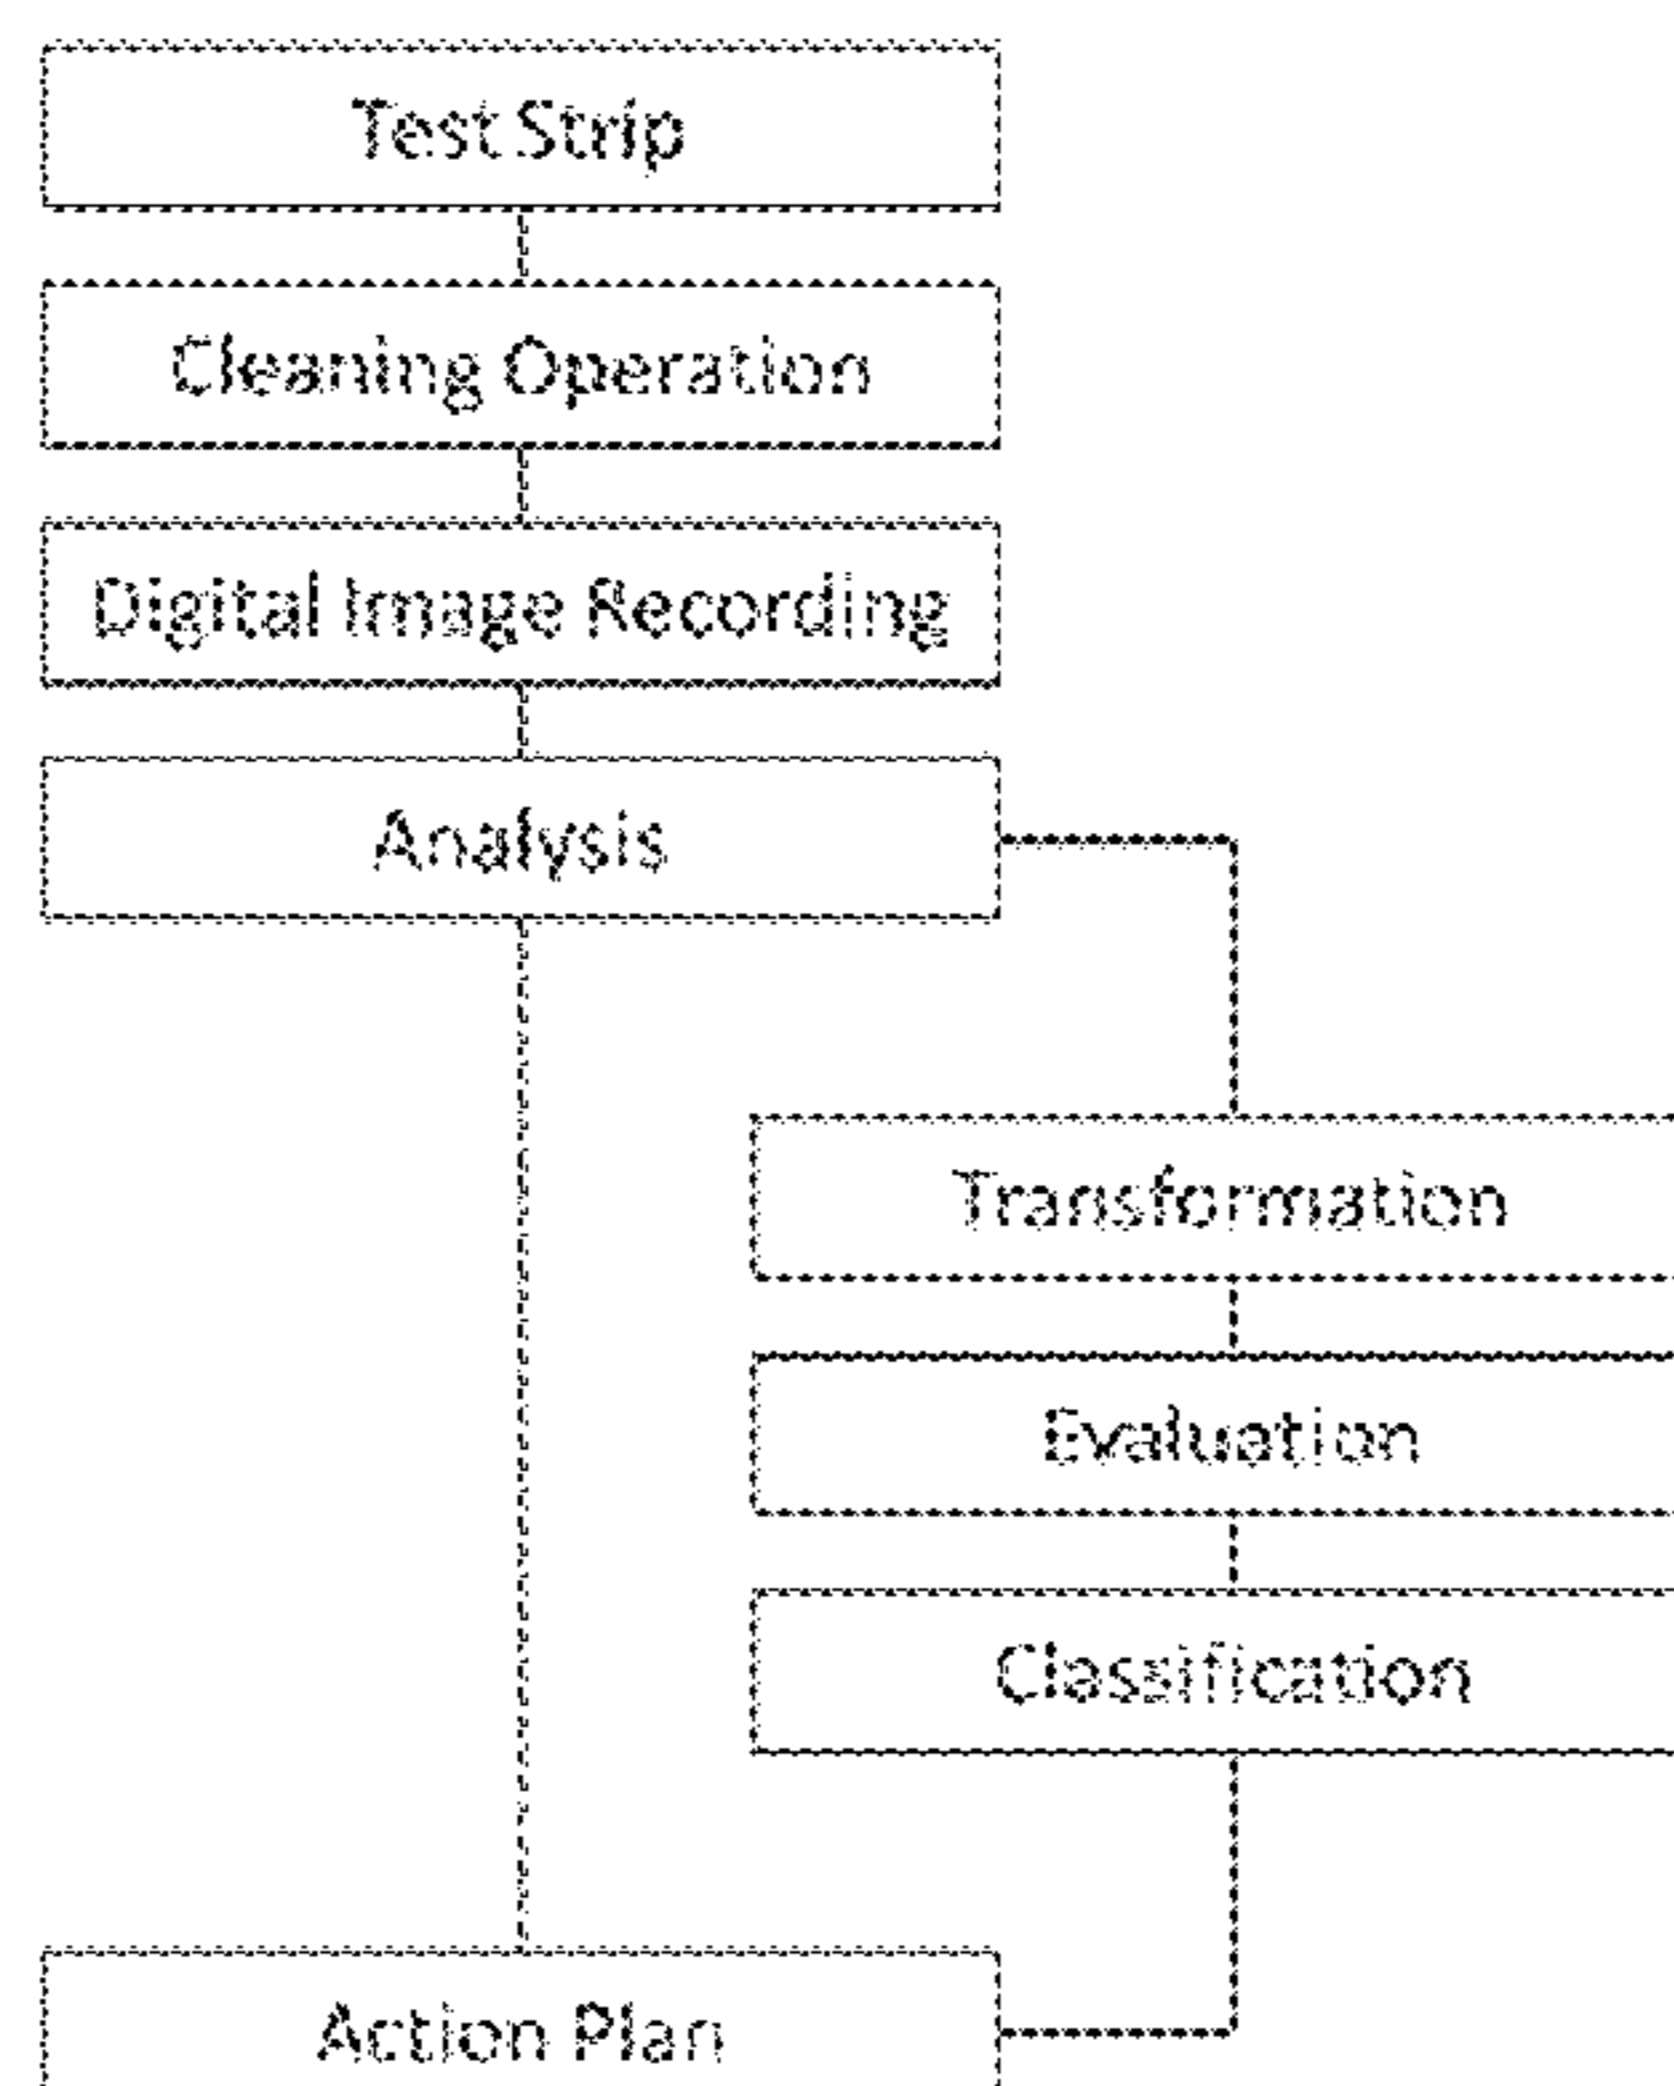 Test Strip
Cleaning Operation
Digital Image Recording
Analysis
Transformation
Evaluation
Classification
Action Plan